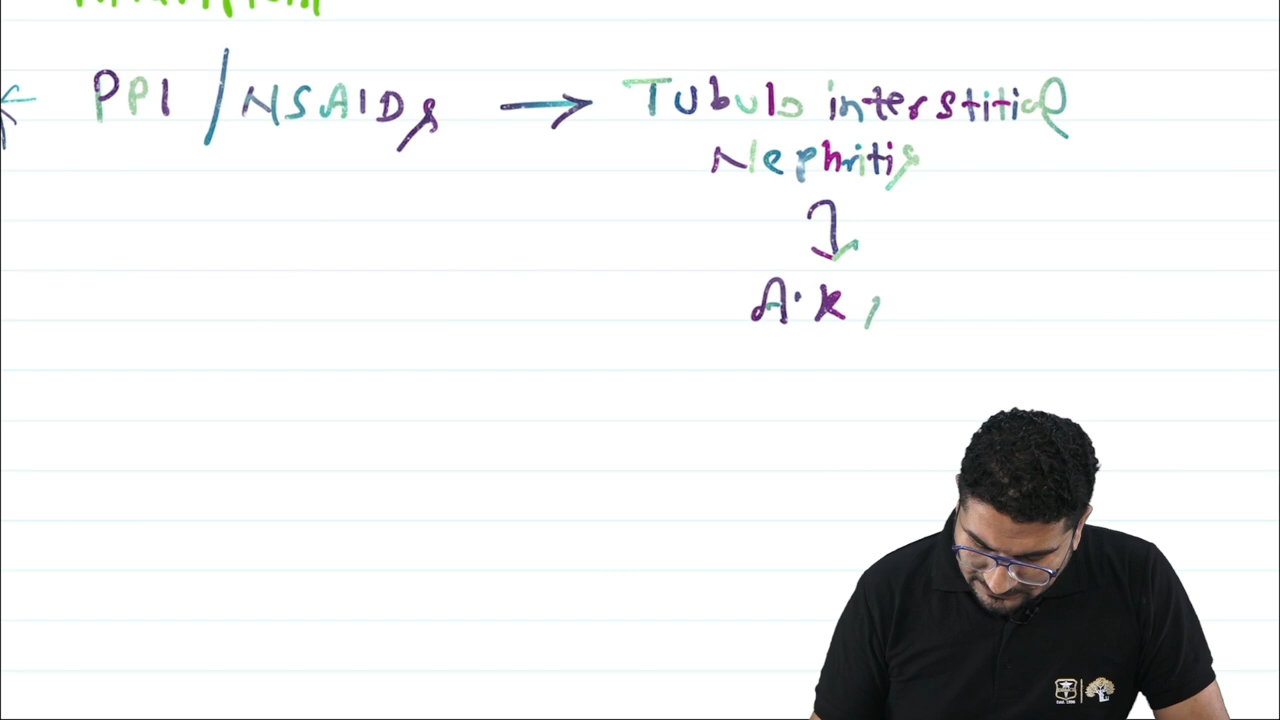 PPI / NSAIDs → Tubulo interstitial
Nephritis
A.K